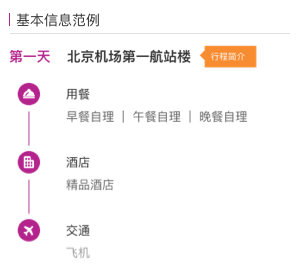 基本信息范例
第一天 北京机场第一航站楼 行程简介
用餐
早餐自理 | 午餐自理 | 晚餐自理
酒店
精品酒店
交通
飞机